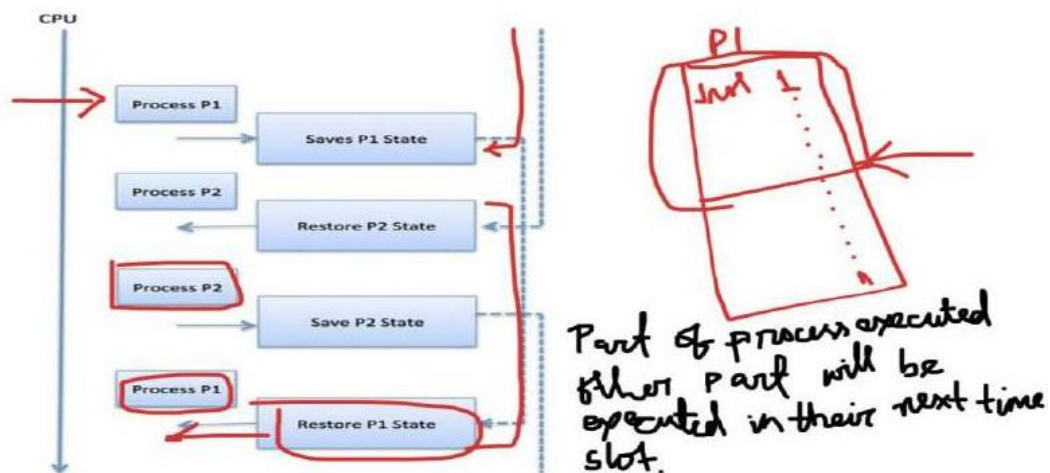 CPU
Process P1
Saves P1 State
Process P2
Restore P2 State
Process P2
Save P2 State
Process P1
Restore P1 State
P1
1
n
Part of process executed
other part will be
executed in their next time
slot.